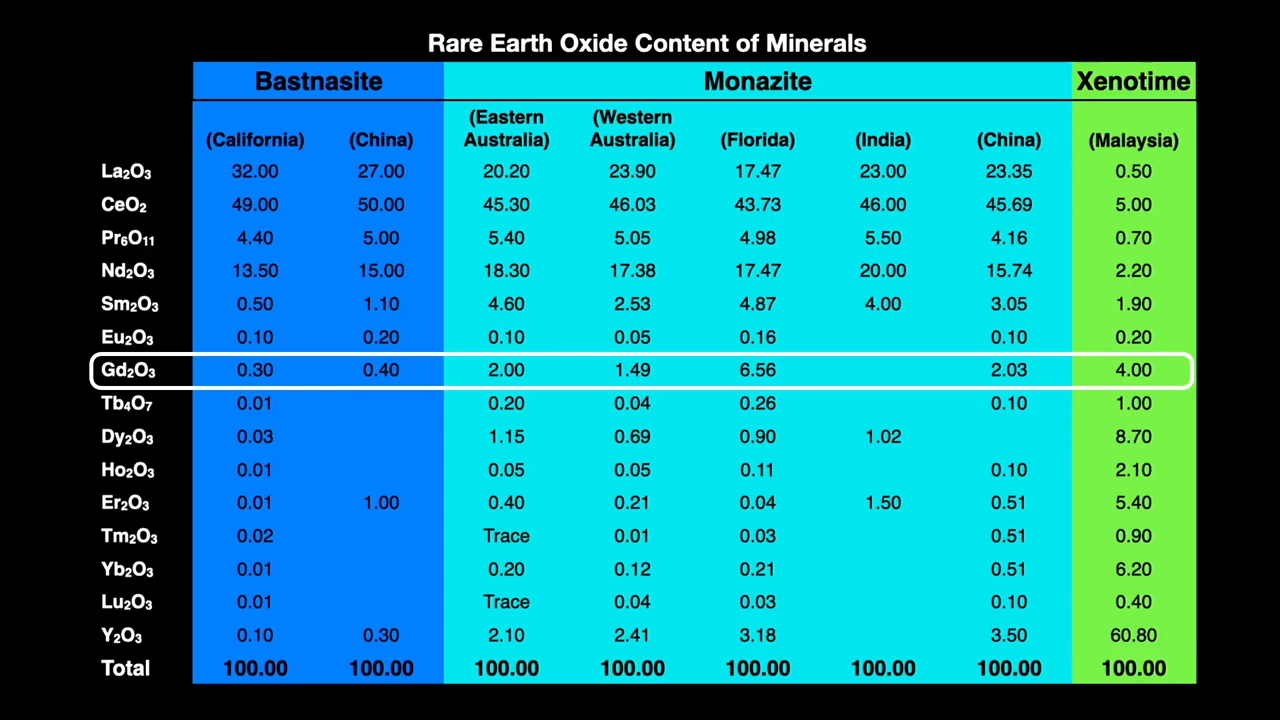 Rare Earth Oxide Content of Minerals
Bastnasite Monazite Xenotime
(Eastern (Western
(California) (China) Australia) Australia) (Florida) (India) (China) (Malaysia)
La₂O₃ 32.00 27.00 20.20 23.90 17.47 23.00 23.35 0.50
CeO₂ 49.00 50.00 45.30 46.03 43.73 46.00 45.69 5.00
Pr₆O₁₁ 4.40 5.00 5.40 5.05 4.98 5.50 4.16 0.70
Nd₂O₃ 13.50 15.00 18.30 17.38 17.47 20.00 15.74 2.20
Sm₂O₃ 0.50 1.10 4.60 2.53 4.87 4.00 3.05 1.90
Eu₂O₃ 0.10 0.20 0.10 0.05 0.16 0.10 0.20
Gd₂O₃ 0.30 0.40 2.00 1.49 6.56 2.03 4.00
Tb₄O₇ 0.01 0.20 0.04 0.26 0.10 1.00
Dy₂O₃ 0.03 1.15 0.69 0.90 1.02 8.70
Ho₂O₃ 0.01 0.05 0.05 0.11 0.10 2.10
Er₂O₃ 0.01 1.00 0.40 0.21 0.04 1.50 0.51 5.40
Tm₂O₃ 0.02 Trace 0.01 0.03 0.51 0.90
Yb₂O₃ 0.01 0.20 0.12 0.21 0.51 6.20
Lu₂O₃ 0.01 Trace 0.04 0.03 0.10 0.40
Y₂O₃ 0.10 0.30 2.10 2.41 3.18 3.50 60.80
Total 100.00 100.00 100.00 100.00 100.00 100.00 100.00 100.00